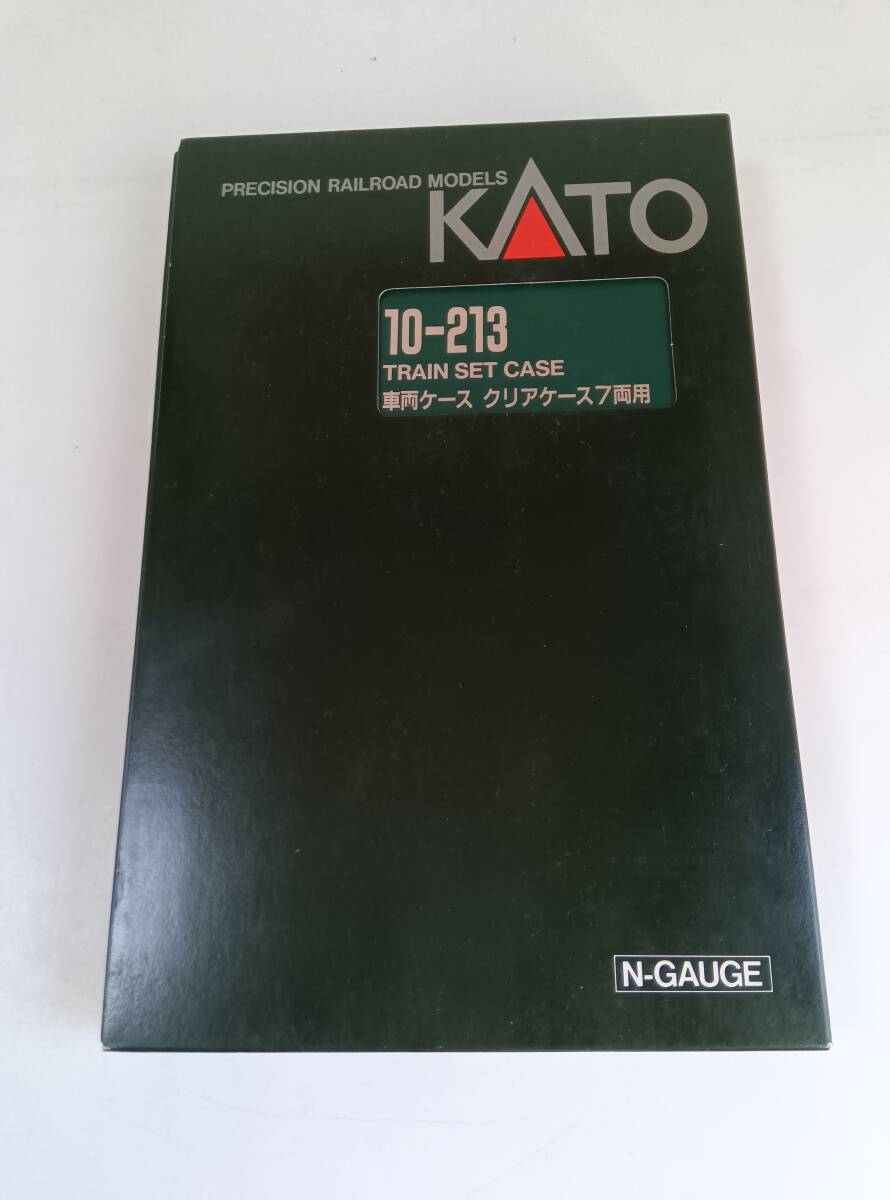 PRECISION RAILROAD MODELS
KATO
10-213
TRAIN SET CASE
車両ケース クリアケース7両用
N-GAUGE